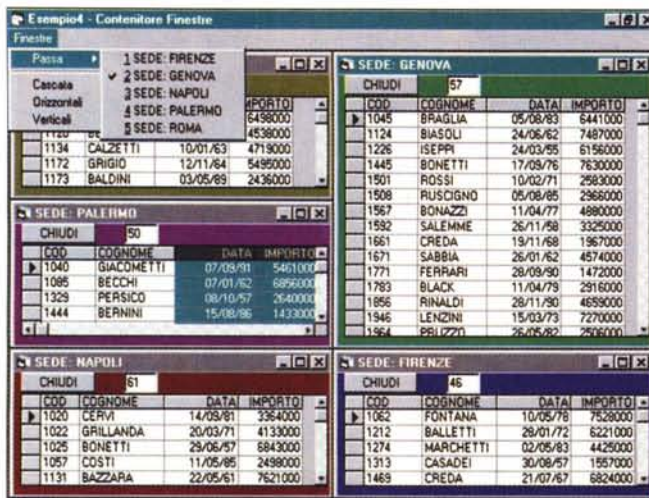 Esempio4 - Contenitore Finestre
Finestre
Passa
Cascata
Orizzontali
Verticali
1 SEDE: FIRENZE
2 SEDE: GENOVA
3 SEDE: NAPOLI
4 SEDE: PALERMO
5 SEDE: ROMA
IMPORTO
6498000
1120 4538000
1134 CALZETTI 10/01/63 4719000
1172 GRIGIO 12/11/64 5495000
1173 BALDINI 03/05/89 2436000
SEDE: GENOVA
CHIUDI 57
COD COGNOME DATA IMPORTO
1045 BRAGLIA 05/08/83 6441000
1124 BIASOLI 24/06/62 7487000
1226 ISEPPI 24/03/55 6156000
1445 BONETTI 17/09/76 7630000
1501 ROSSI 10/02/71 2583000
1508 RUSCIGNO 05/08/85 2966000
1567 BONAZZI 11/04/77 4880000
1592 SALEMME 26/11/58 3325000
1661 CREDA 19/11/68 1967000
1671 SABBIA 26/01/62 4574000
1771 FERRARI 28/09/90 1472000
1783 BLACK 11/04/79 2916000
1856 RINALDI 28/11/90 4659000
1946 LENZINI 15/03/73 7270000
1964 PRUZZO 26/05/82 2506000
SEDE: PALERMO
CHIUDI 50
COD COGNOME DATA IMPORTO
1040 GIACOMETTI 07/09/91 5461000
1085 BECCHI 07/01/62 6856000
1329 PERSICO 08/10/57 2640000
1444 BERNINI 15/08/86 1433000
SEDE: NAPOLI
CHIUDI 61
COD COGNOME DATA IMPORTO
1020 CERVI 14/09/81 3364000
1022 GRILLANDA 20/03/71 4133000
1025 BONETTI 29/06/57 6843000
1057 COSTI 11/05/85 2498000
1131 BAZZARA 22/05/61 7621000
SEDE: FIRENZE
CHIUDI 46
COD COGNOME DATA IMPORTO
1062 FONTANA 10/05/78 7528000
1212 BALLETTI 28/01/72 6221000
1274 MARCHETTI 02/05/83 4425000
1313 CASADEI 30/08/57 1557000
1469 CREDA 21/07/67 6824000